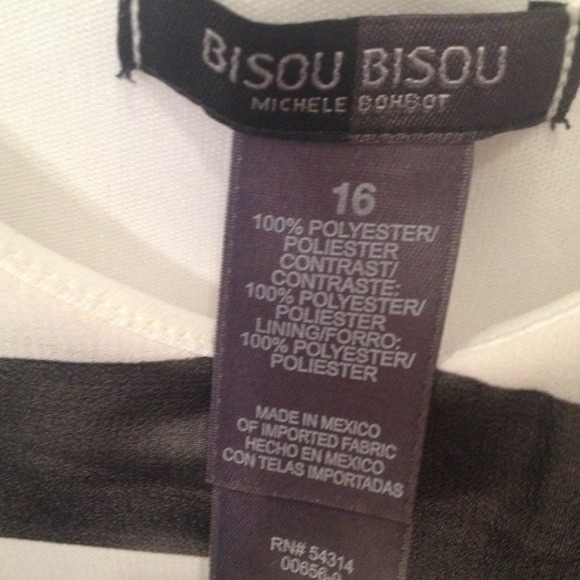 BISOU BISOU
MICHELE BOHBOT
16
100% POLYESTER/
POLIESTER
CONTRAST/
CONTRASTE:
100% POLYESTER/
POLIESTER
LINING/FORRO:
100% POLYESTER/
POLIESTER
MADE IN MEXICO
OF IMPORTED FABRIC
HECHO EN MEXICO
CON TELAS IMPORTADAS
RN# 54314